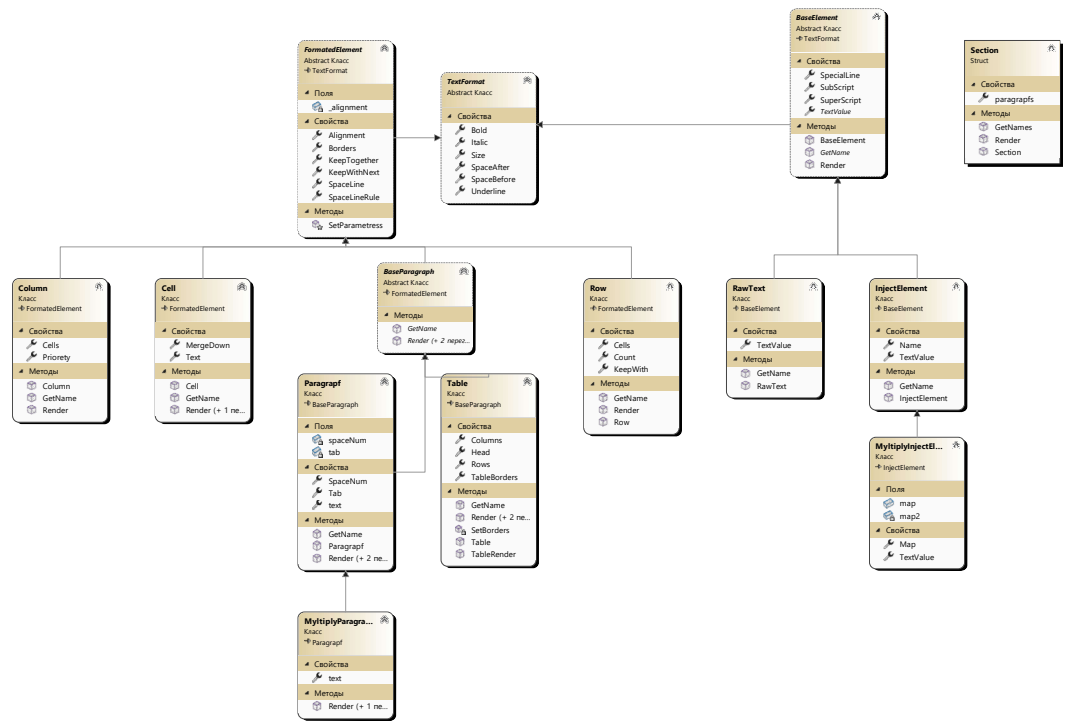 BaseElement
Abstract Класс
TextFormat
Свойства
SpecialLine
SubScript
SuperScript
TextValue
Методы
BaseElement
GetName
Render
FormatedElement
Abstract Класс
TextFormat
Поля
_alignment
Свойства
Alignment
Borders
KeepTogether
KeepWithNext
SpaceLine
SpaceLineRule
Методы
SetParametress
TextFormat
Abstract Класс
Свойства
Bold
Italic
Size
SpaceAfter
SpaceBefore
Underline
Section
Struct
Свойства
paragrapfs
Методы
GetNames
Render
Section
Column
Класс
FormatedElement
Свойства
Cells
Priorety
Методы
Column
GetName
Render
Cell
Класс
FormatedElement
Свойства
MergeDown
Text
Методы
Cell
GetName
Render (+ 1 пе...
BaseParagraph
Abstract Класс
FormatedElement
Методы
GetName
Render (+ 2 перег...
Row
Класс
FormatedElement
Свойства
Cells
Count
KeepWith
Методы
GetName
Render
Row
RawText
Класс
BaseElement
Свойства
TextValue
Методы
GetName
RawText
InjectElement
Класс
BaseElement
Свойства
Name
TextValue
Методы
GetName
InjectElement
Paragrapf
Класс
BaseParagraph
Поля
spaceNum
tab
Свойства
SpaceNum
Tab
text
Методы
GetName
Paragrapf
Render (+ 2 пе...
Table
Класс
BaseParagraph
Свойства
Columns
Head
Rows
TableBorders
Методы
GetName
Render (+ 2 пе...
SetBorders
Table
TableRender
MyltiplyInjectEl...
Класс
InjectElement
Поля
map
map2
Свойства
Map
TextValue
MyltiplyParagra...
Класс
Paragrapf
Свойства
text
Методы
Render (+ 1 пе...